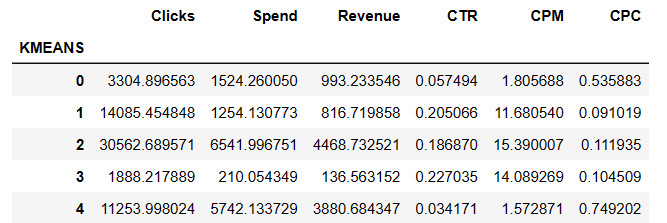 Clicks Spend Revenue CTR CPM CPC
KMEANS
0 3304.896563 1524.260050 993.233546 0.057494 1.805688 0.535883
1 14085.454848 1254.130773 816.719858 0.205066 11.680540 0.091019
2 30562.689571 6541.996751 4468.732521 0.186870 15.390007 0.111935
3 1888.217889 210.054349 136.563152 0.227035 14.089269 0.104509
4 11253.998024 5742.133729 3880.684347 0.034171 1.572871 0.749202